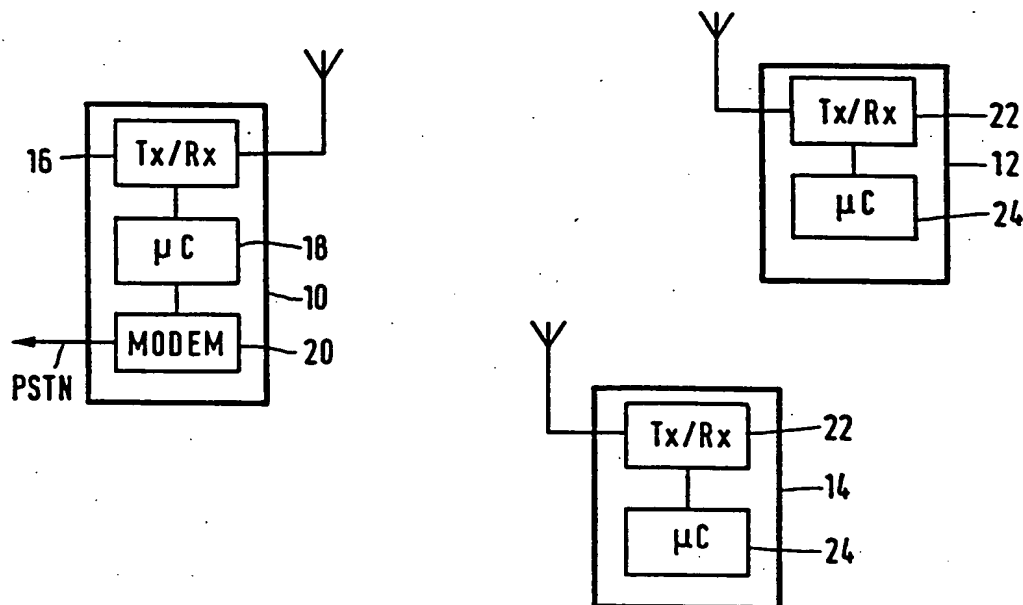 16
Tx/Rx
μC
18
10
MODEM
20
PSTN
Tx/Rx
22
12
μC
24
Tx/Rx
22
14
μC
24